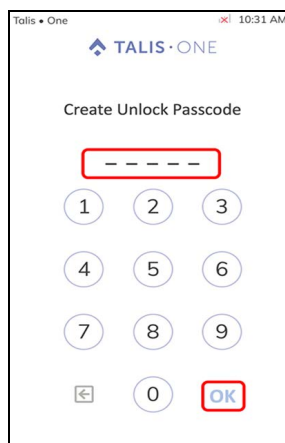 Talis • One 10:31 AM
TALIS · ONE
Create Unlock Passcode
– – – – –
1 2 3
4 5 6
7 8 9
0 OK